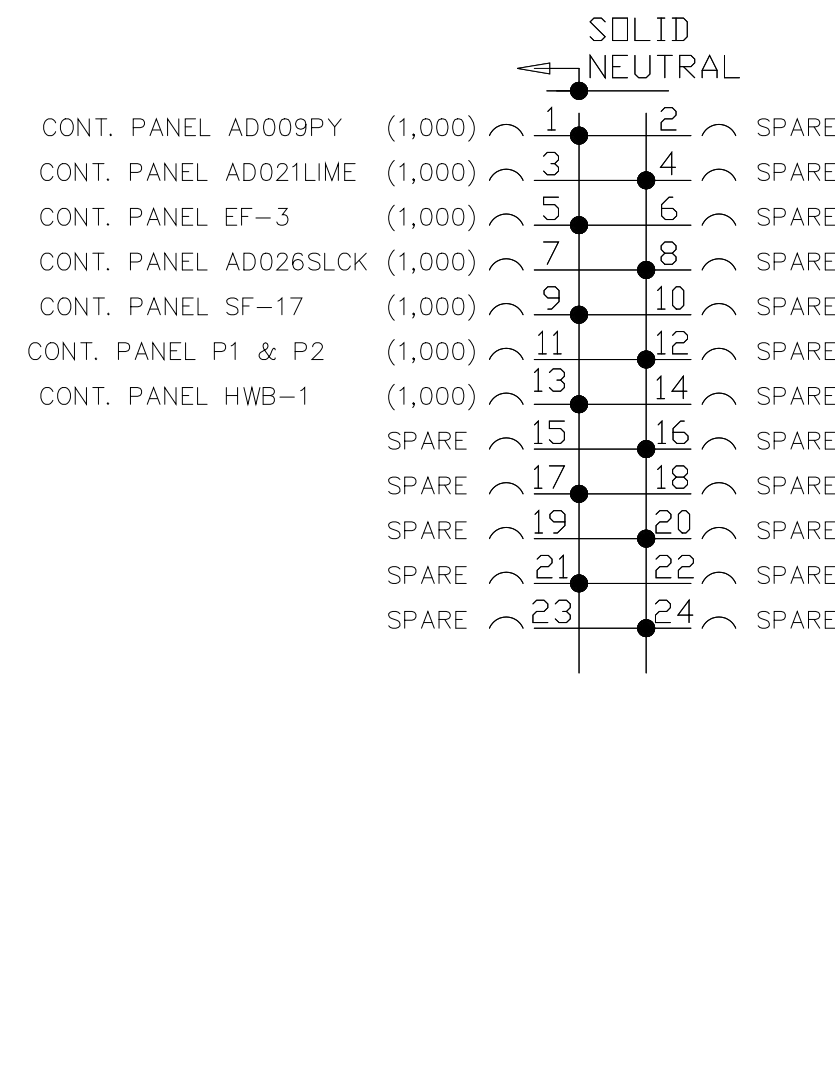 SOLID
NEUTRAL
CONT. PANEL AD009PY (1,000) 1 2 SPARE
CONT. PANEL AD021LIME (1,000) 3 4 SPARE
CONT. PANEL EF-3 (1,000) 5 6 SPARE
CONT. PANEL AD026SLCK (1,000) 7 8 SPARE
CONT. PANEL SF-17 (1,000) 9 10 SPARE
CONT. PANEL P1 & P2 (1,000) 11 12 SPARE
CONT. PANEL HWB-1 (1,000) 13 14 SPARE
SPARE 15 16 SPARE
SPARE 17 18 SPARE
SPARE 19 20 SPARE
SPARE 21 22 SPARE
SPARE 23 24 SPARE